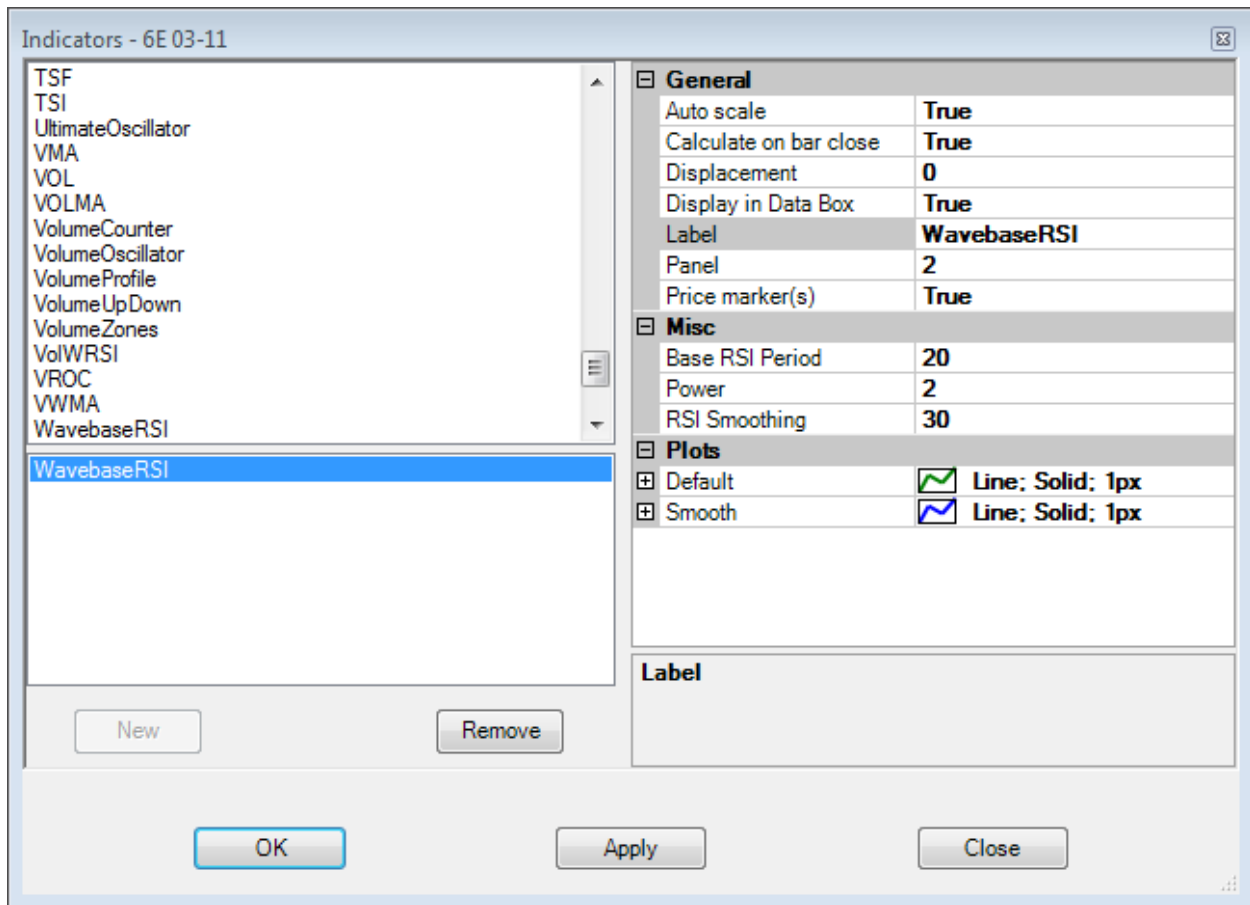 Indicators - 6E 03-11
TSF
TSI
UltimateOscillator
VMA
VOL
VOLMA
VolumeCounter
VolumeOscillator
VolumeProfile
VolumeUpDown
VolumeZones
VolWRSI
VROC
VWMA
WavebaseRSI
WavebaseRSI
New
Remove
General
Auto scale True
Calculate on bar close True
Displacement 0
Display in Data Box True
Label WavebaseRSI
Panel 2
Price marker(s) True
Misc
Base RSI Period 20
Power 2
RSI Smoothing 30
Plots
Default Line; Solid; 1px
Smooth Line; Solid; 1px
Label
OK
Apply
Close